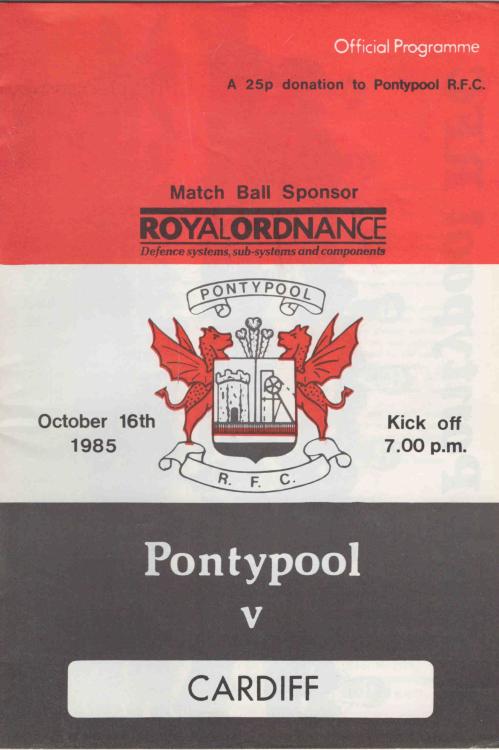 Official Programme
A 25p donation to Pontypool R.F.C.
Match Ball Sponsor
ROYALORDNANCE
Defence systems, sub-systems and components
PONTYPOOL
October 16th
1985
Kick off
7.00 p.m.
R. F. C.
Pontypool
v
CARDIFF